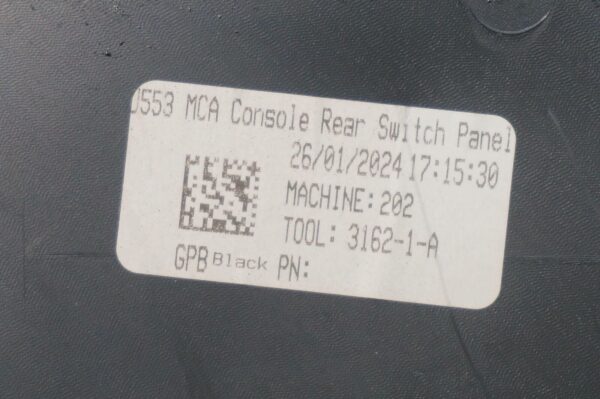 J553 MCA Console Rear Switch Panel
26/01/2024 17:15:30
MACHINE: 202
TOOL: 3162-1-A
GPB Black PN: